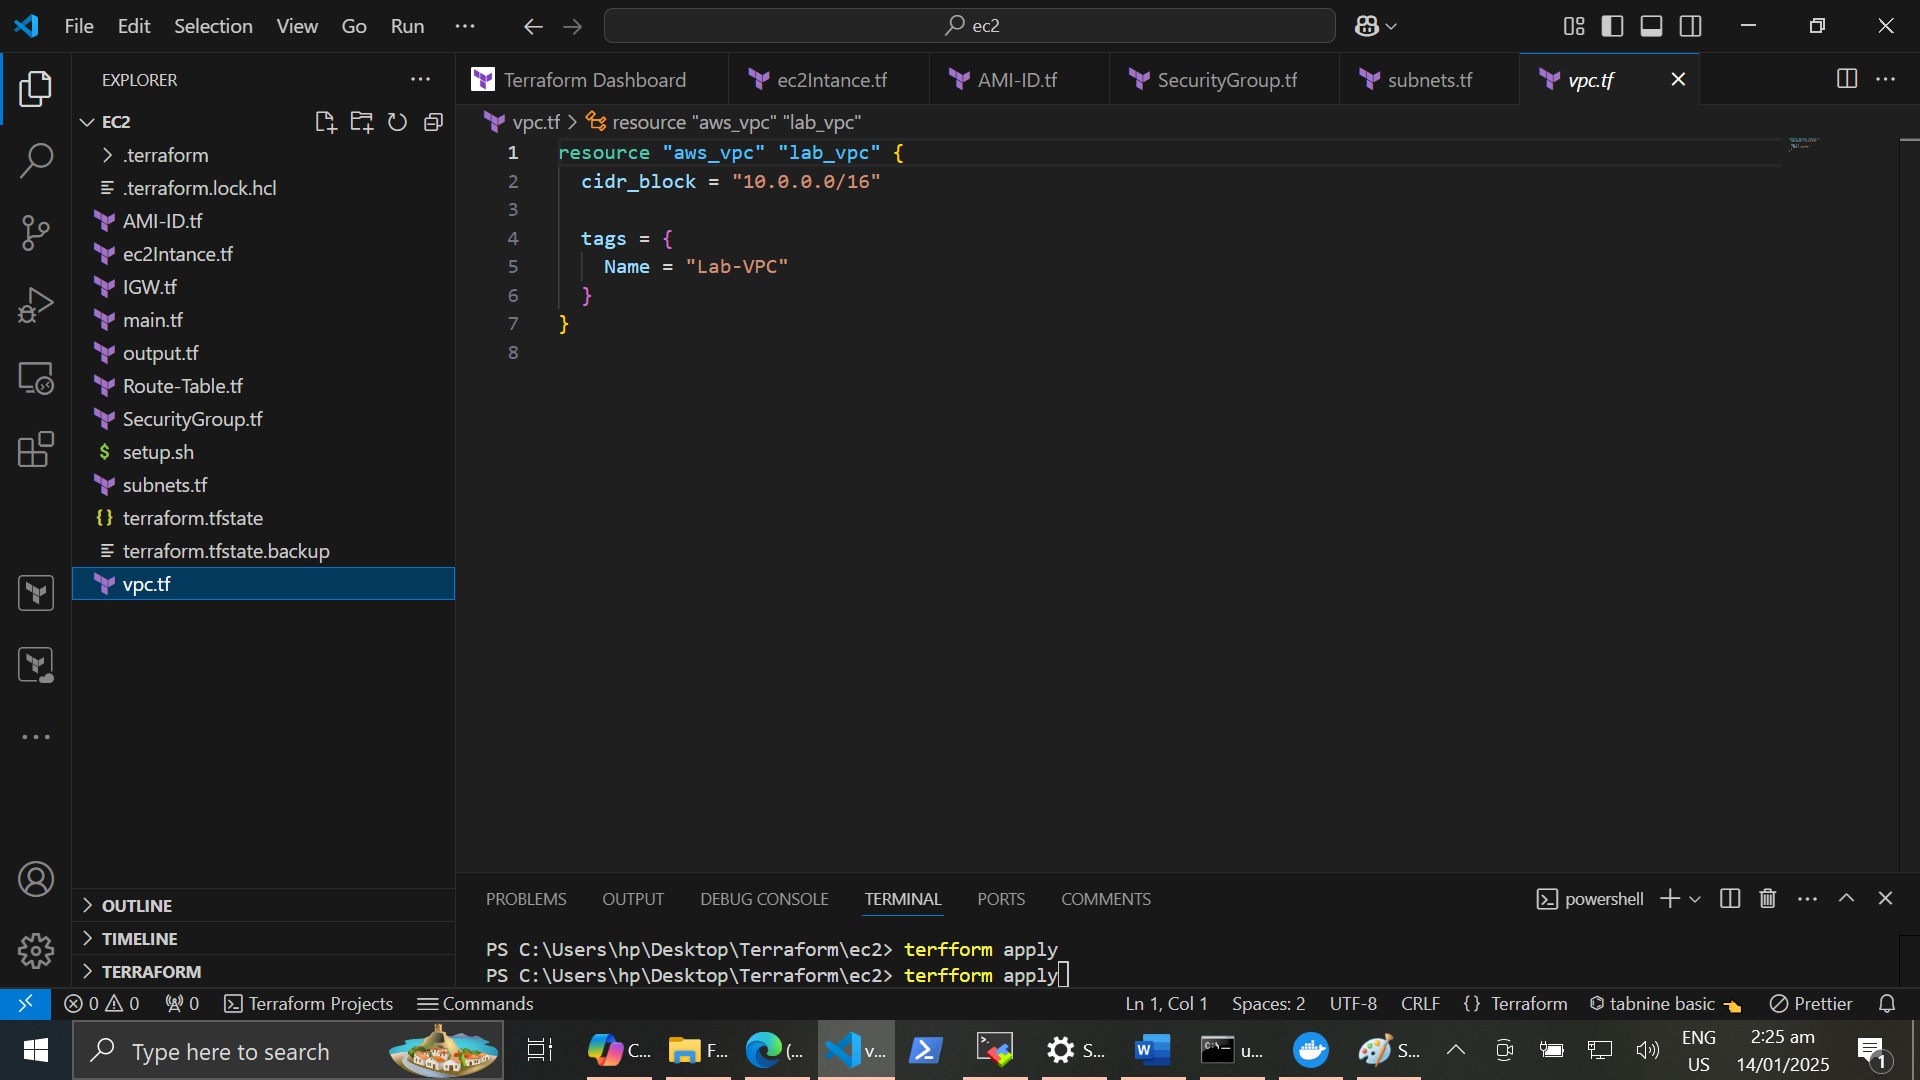 File Edit Selection View Go Run ···
ec2
EXPLORER
Terraform Dashboard
ec2Intance.tf
AMI-ID.tf
SecurityGroup.tf
subnets.tf
vpc.tf
EC2
.terraform
.terraform.lock.hcl
AMI-ID.tf
ec2Intance.tf
IGW.tf
main.tf
output.tf
Route-Table.tf
SecurityGroup.tf
setup.sh
subnets.tf
terraform.tfstate
terraform.tfstate.backup
vpc.tf
OUTLINE
TIMELINE
TERRAFORM
vpc.tf > resource "aws_vpc" "lab_vpc"
1 resource "aws_vpc" "lab_vpc" {
2 cidr_block = "10.0.0.0/16"
3
4 tags = {
5 Name = "Lab-VPC"
6 }
7 }
8
PROBLEMS OUTPUT DEBUG CONSOLE TERMINAL PORTS COMMENTS
powershell
PS C:\Users\hp\Desktop\Terraform\ec2> terfform apply
PS C:\Users\hp\Desktop\Terraform\ec2> terfform apply
0 0 0 Terraform Projects Commands
Ln 1, Col 1 Spaces: 2 UTF-8 CRLF {} Terraform tabnine basic Prettier
Type here to search
C... F... (... v... S... W u... S...
ENG
US
2:25 am
14/01/2025
1